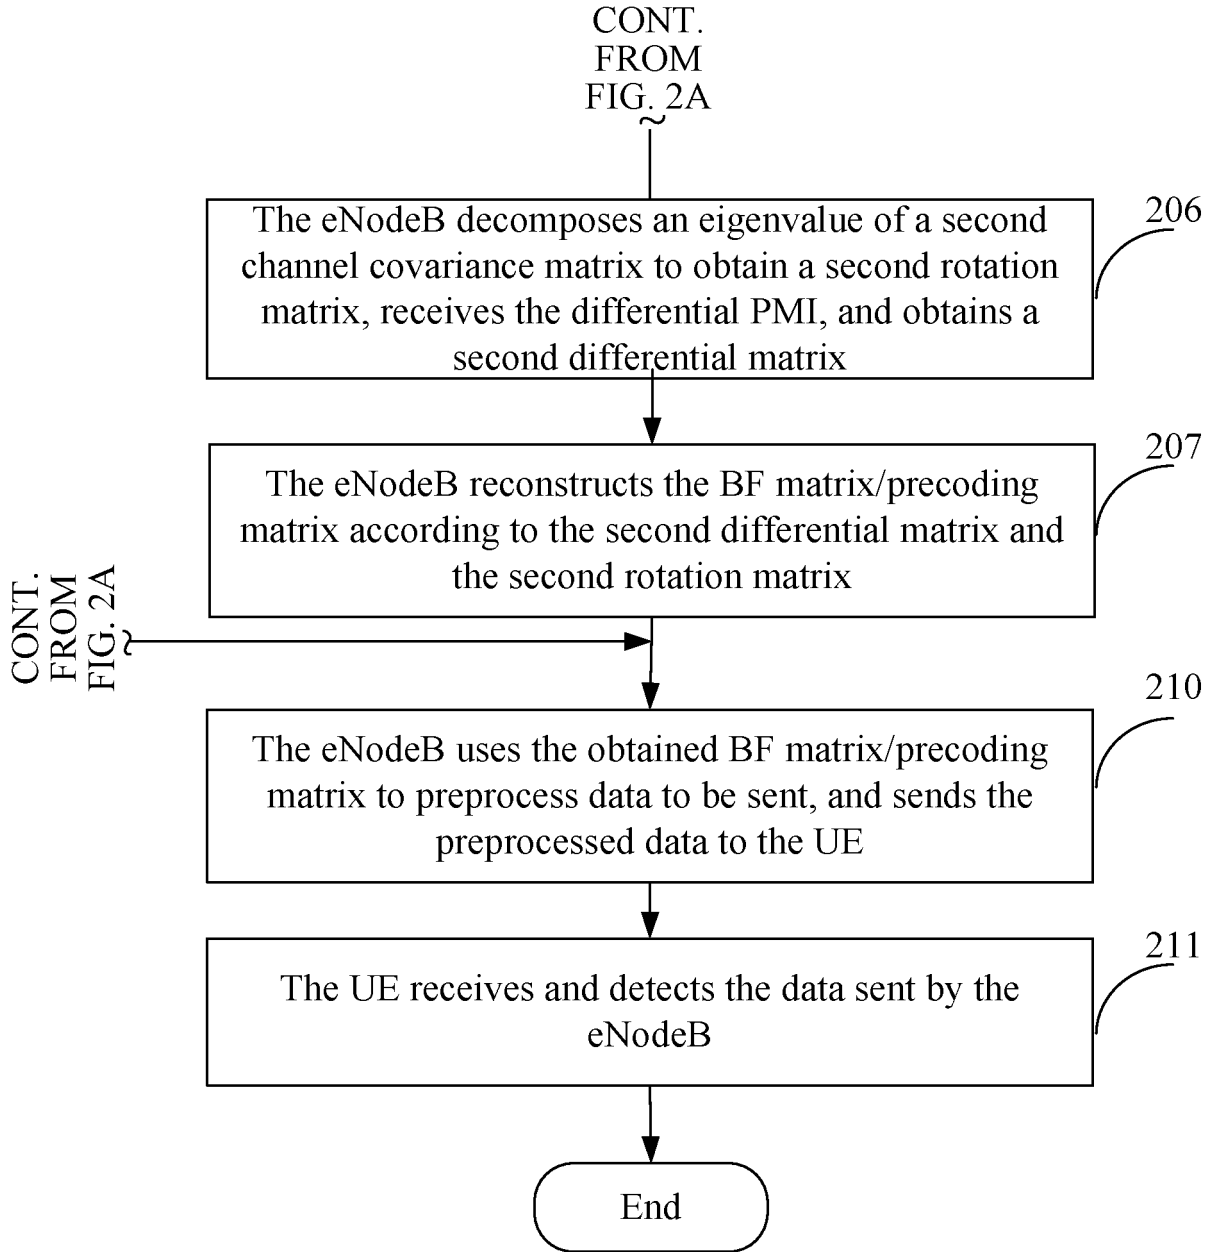 CONT.
FROM
FIG. 2A
206
The eNodeB decomposes an eigenvalue of a second
channel covariance matrix to obtain a second rotation
matrix, receives the differential PMI, and obtains a
second differential matrix
207
The eNodeB reconstructs the BF matrix/precoding
matrix according to the second differential matrix and
the second rotation matrix
CONT.
FROM
FIG. 2A
210
The eNodeB uses the obtained BF matrix/precoding
matrix to preprocess data to be sent, and sends the
preprocessed data to the UE
211
The UE receives and detects the data sent by the
eNodeB
End